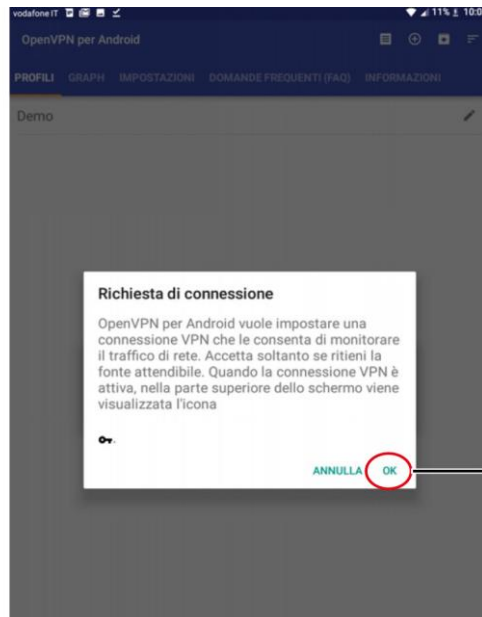 vodafone IT 11% 10:0
OpenVPN per Android
PROFILI GRAPH IMPOSTAZIONI DOMANDE FREQUENTI (FAQ) INFORMAZIONI
Demo
Richiesta di connessione
OpenVPN per Android vuole impostare una
connessione VPN che le consenta di monitorare
il traffico di rete. Accetta soltanto se ritieni la
fonte attendibile. Quando la connessione VPN è
attiva, nella parte superiore dello schermo viene
visualizzata l'icona
.
ANNULLA OK